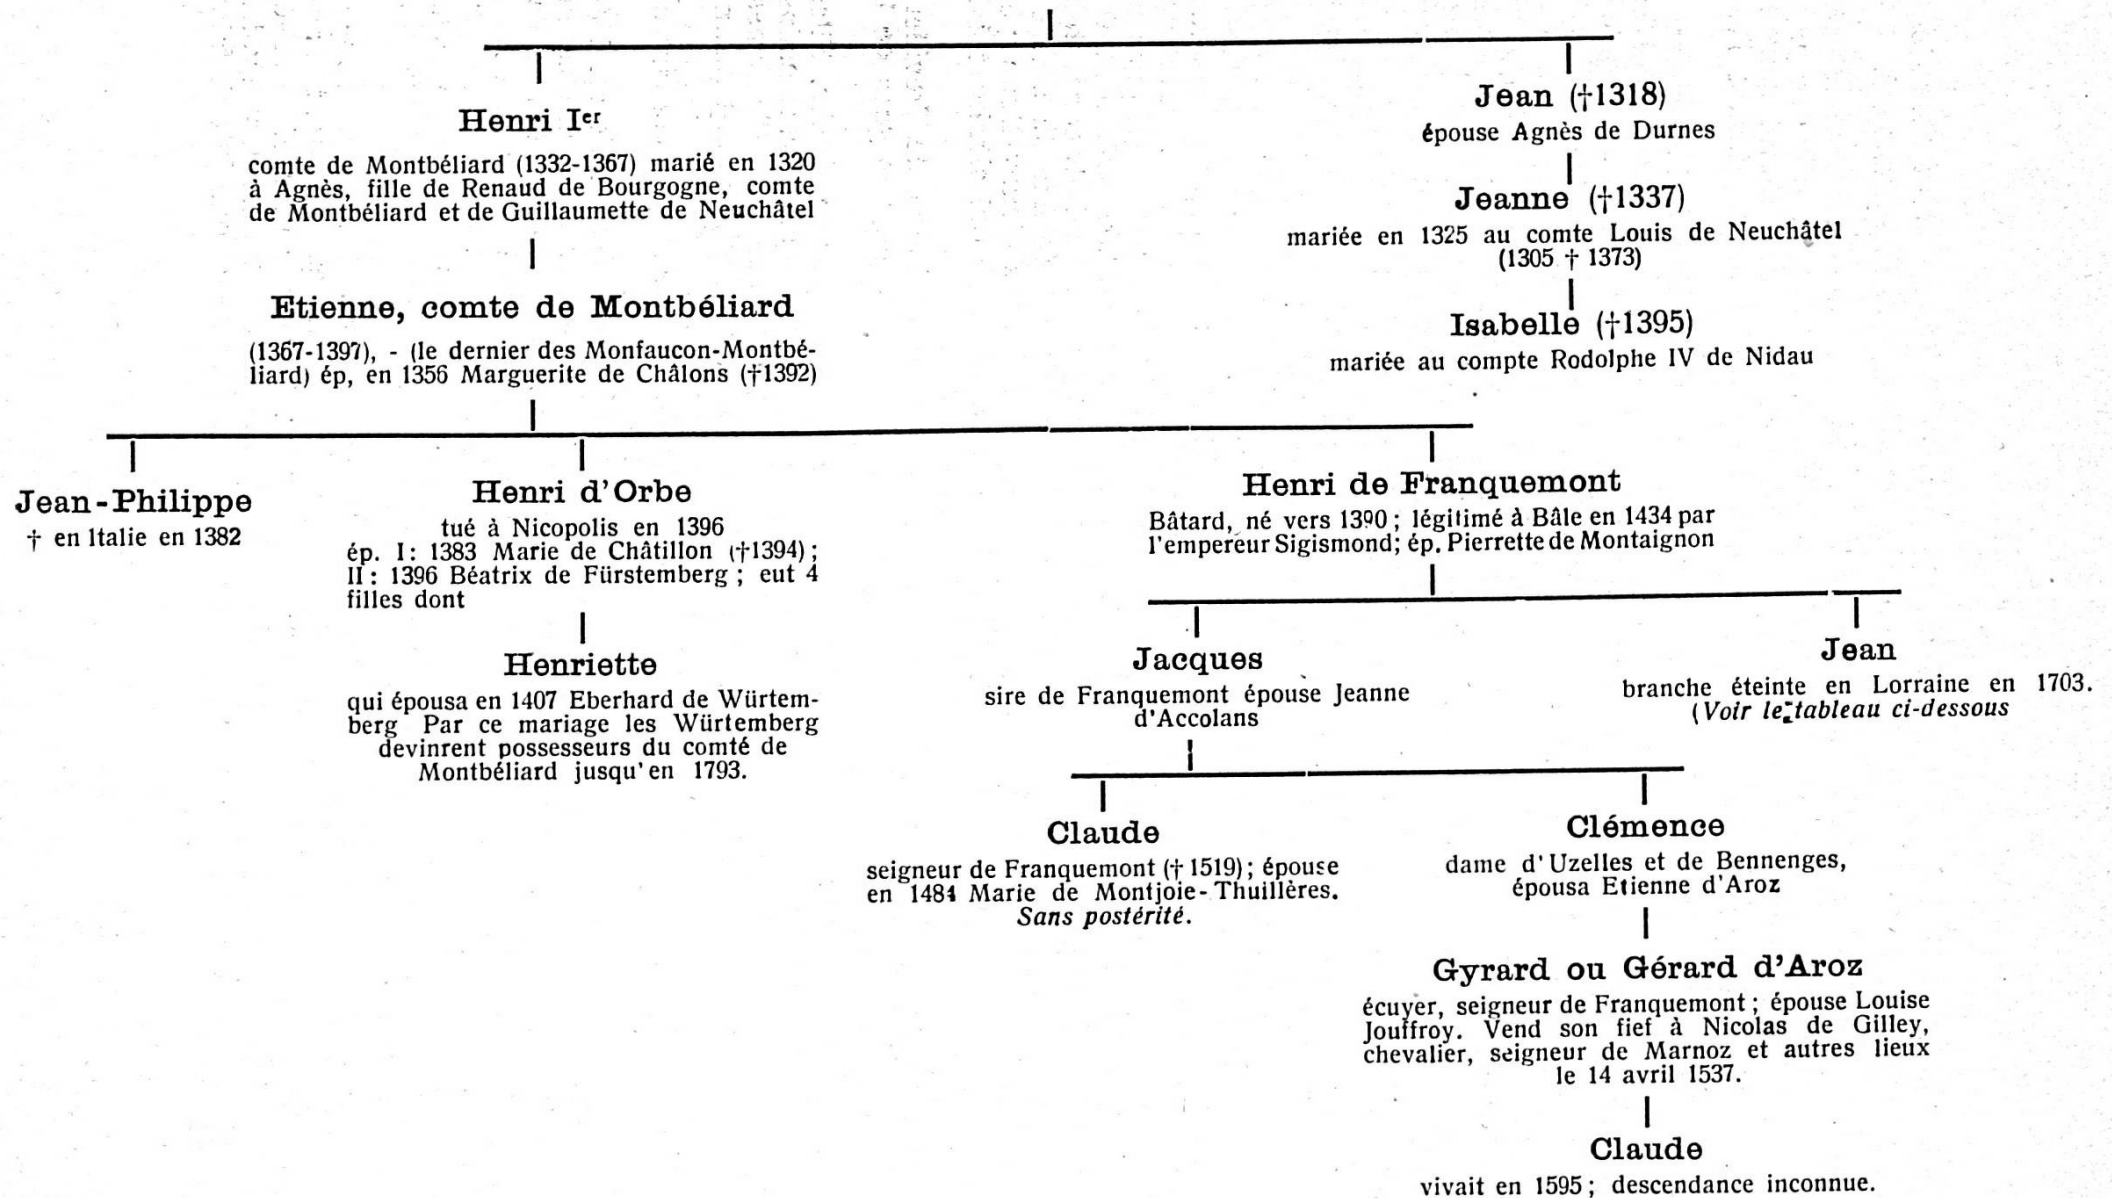 Henri Ier
comte de Montbéliard (1332-1367) marié en 1320
à Agnès, fille de Renaud de Bourgogne, comte
de Montbéliard et de Guillaumette de Neuchâtel
Jean (†1318)
épouse Agnès de Durnes
Jeanne (†1337)
mariée en 1325 au comte Louis de Neuchâtel
(1305 † 1373)
Isabelle (†1395)
mariée au compte Rodolphe IV de Nidau
Etienne, comte de Montbéliard
(1367-1397), - (le dernier des Monfaucon-Montbé-
liard) ép, en 1356 Marguerite de Châlons (†1392)
Jean-Philippe
† en Italie en 1382
Henri d'Orbe
tué à Nicopolis en 1396
ép. I: 1383 Marie de Châtillon (†1394);
II: 1396 Béatrix de Fürstemberg; eut 4
filles dont
Henriette
qui épousa en 1407 Eberhard de Würtem-
berg Par ce mariage les Würtemberg
devinrent possesseurs du comté de
Montbéliard jusqu'en 1793.
Henri de Franquemont
Bâtard, né vers 1390; légitimé à Bâle en 1434 par
l'empereur Sigismond; ép. Pierrette de Montaignon
Jacques
sire de Franquemont épouse Jeanne
d'Accolans
Jean
branche éteinte en Lorraine en 1703.
(Voir le tableau ci-dessous
Claude
seigneur de Franquemont († 1519); épouse
en 1484 Marie de Montjoie-Thuillères.
Sans postérité.
Clémence
dame d'Uzelles et de Bennenges,
épousa Etienne d'Aroz
Gyrard ou Gérard d'Aroz
écuyer, seigneur de Franquemont; épouse Louise
Jouffroy. Vend son fief à Nicolas de Gilley,
chevalier, seigneur de Marnoz et autres lieux
le 14 avril 1537.
Claude
vivait en 1595; descendance inconnue.